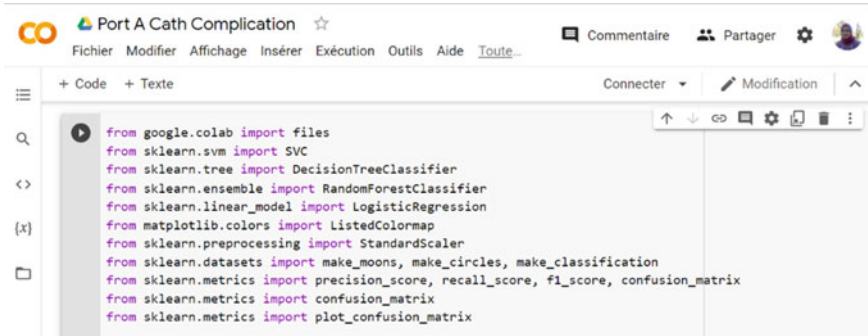 Port A Cath Complication
Commentaire Partager
Fichier Modifier Affichage Insérer Exécution Outils Aide Toute…
+ Code + Texte Connecter Modification
from google.colab import files
from sklearn.svm import SVC
from sklearn.tree import DecisionTreeClassifier
from sklearn.ensemble import RandomForestClassifier
from sklearn.linear_model import LogisticRegression
from matplotlib.colors import ListedColormap
from sklearn.preprocessing import StandardScaler
from sklearn.datasets import make_moons, make_circles, make_classification
from sklearn.metrics import precision_score, recall_score, f1_score, confusion_matrix
from sklearn.metrics import confusion_matrix
from sklearn.metrics import plot_confusion_matrix
{x}